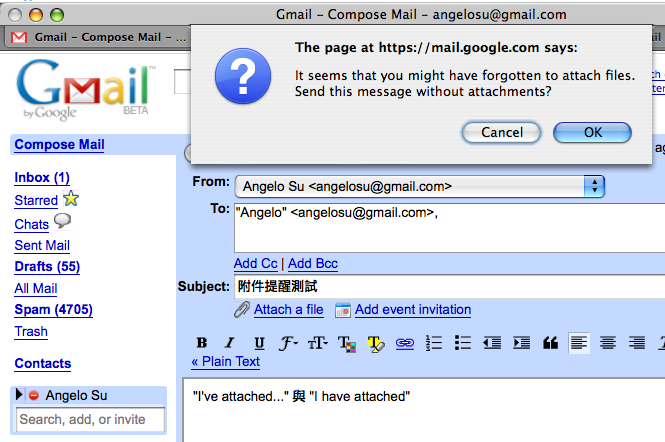 Gmail – Compose Mail – angelosu@gmail.com
Gmail – Compose Mail – ...
The page at https://mail.google.com says:
It seems that you might have forgotten to attach files.
Send this message without attachments?
Cancel
OK
Gmail™
by Google
BETA
Compose Mail
Inbox (1)
Starred
Chats
Sent Mail
Drafts (55)
All Mail
Spam (4705)
Trash
Contacts
Angelo Su
Search, add, or invite
From:
Angelo Su <angelosu@gmail.com>
To:
"Angelo" <angelosu@gmail.com>,
Add Cc | Add Bcc
Subject:
附件提醒測試
Attach a file
Add event invitation
B I U
« Plain Text
"I've attached..." 與 "I have attached"